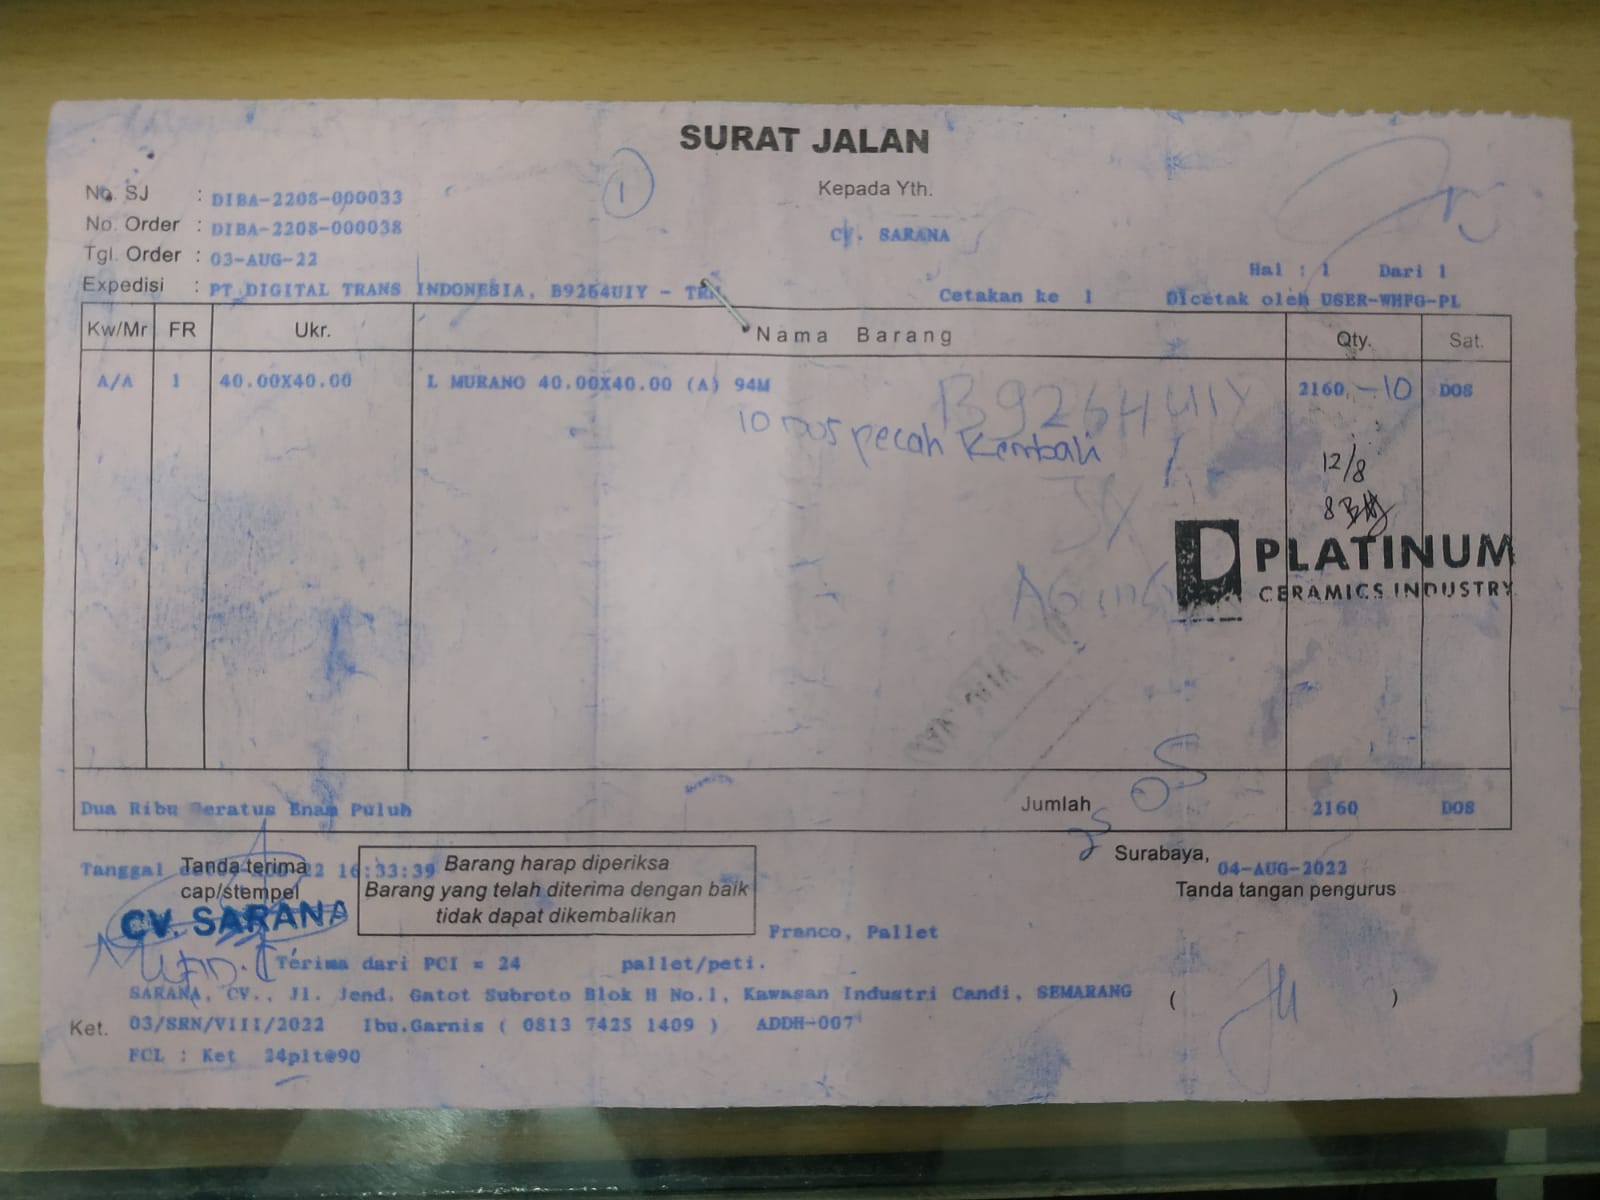 SURAT JALAN
No. SJ : DIBA-2208-000033
1
Kepada Yth.
No. Order : DIBA-2208-000038
CV. SARANA
Tgl. Order : 03-AUG-22
Hal : 1 Dari 1
Expedisi : PT DIGITAL TRANS INDONESIA, B9264UIY -
Cetakan ke 1 Dicetak oleh USER-WHPG-PL
Kw/Mr FR Ukr. Nama Barang Qty. Sat.
A/A 1 40.00X40.00 L MURANO 40.00X40.00 (A) 94M 2160 -10 DOS
B9264UIY
10 Dos pecah Kembali
12/8
PLATINUM
CERAMICS INDUSTRY
Dua Ribu Seratus Enam Puluh Jumlah 2160 DOS
Tanggal 22 16:33:39
Tanda terima
cap/stempel
CV. SARANA
Barang harap diperiksa
Barang yang telah diterima dengan baik
tidak dapat dikembalikan
Surabaya, 04-AUG-2022
Tanda tangan pengurus
Franco, Pallet
Terima dari PCI = 24 pallet/peti.
SARANA, CV., Jl. Jend. Gatot Subroto Blok H No.1, Kawasan Industri Candi, SEMARANG ( )
Ket. 03/SRN/VIII/2022 Ibu.Garnis ( 0813 7425 1409 ) ADDH-007
FCL : Ket 24plt@90